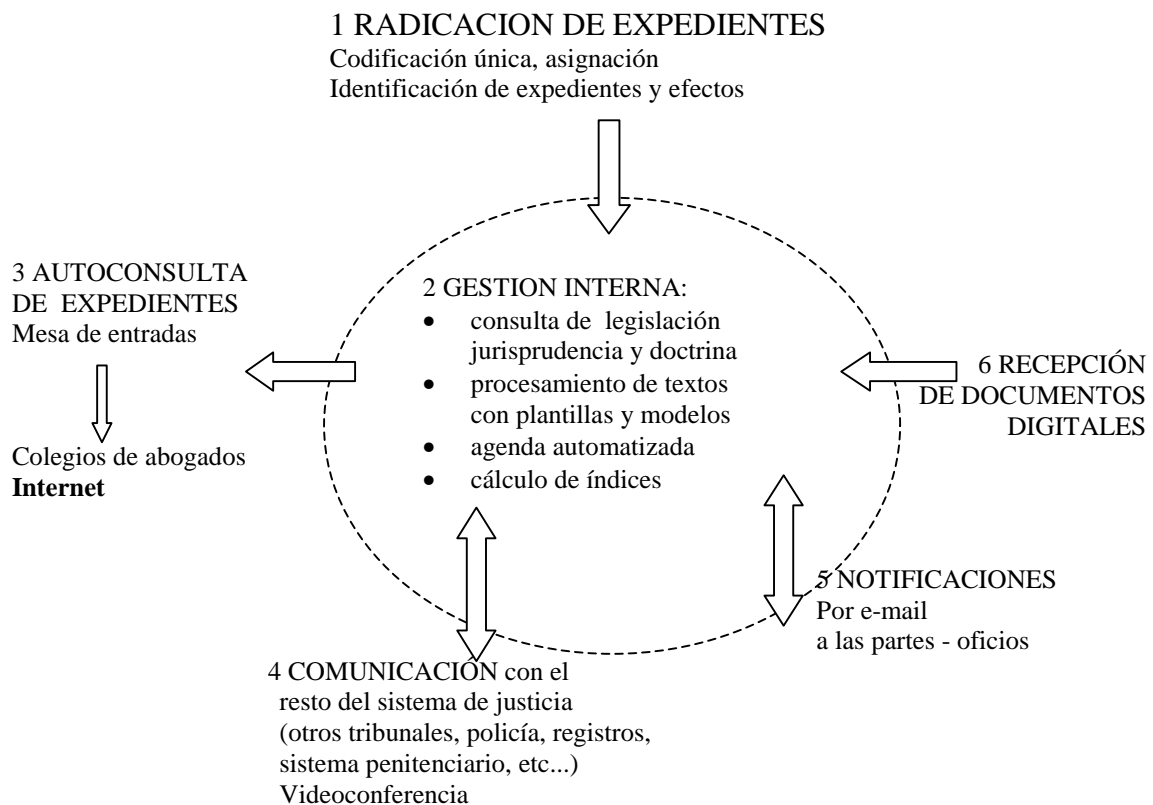 1 RADICACION DE EXPEDIENTES
Codificación única, asignación
Identificación de expedientes y efectos
3 AUTOCONSULTA
DE EXPEDIENTES
Mesa de entradas
Colegios de abogados
Internet
2 GESTION INTERNA:
• consulta de legislación
jurisprudencia y doctrina
• procesamiento de textos
con plantillas y modelos
• agenda automatizada
• cálculo de índices
6 RECEPCIÓN
DE DOCUMENTOS
DIGITALES
5 NOTIFICACIONES
Por e-mail
a las partes - oficios
4 COMUNICACIÓN con el
resto del sistema de justicia
(otros tribunales, policía, registros,
sistema penitenciario, etc...)
Videoconferencia